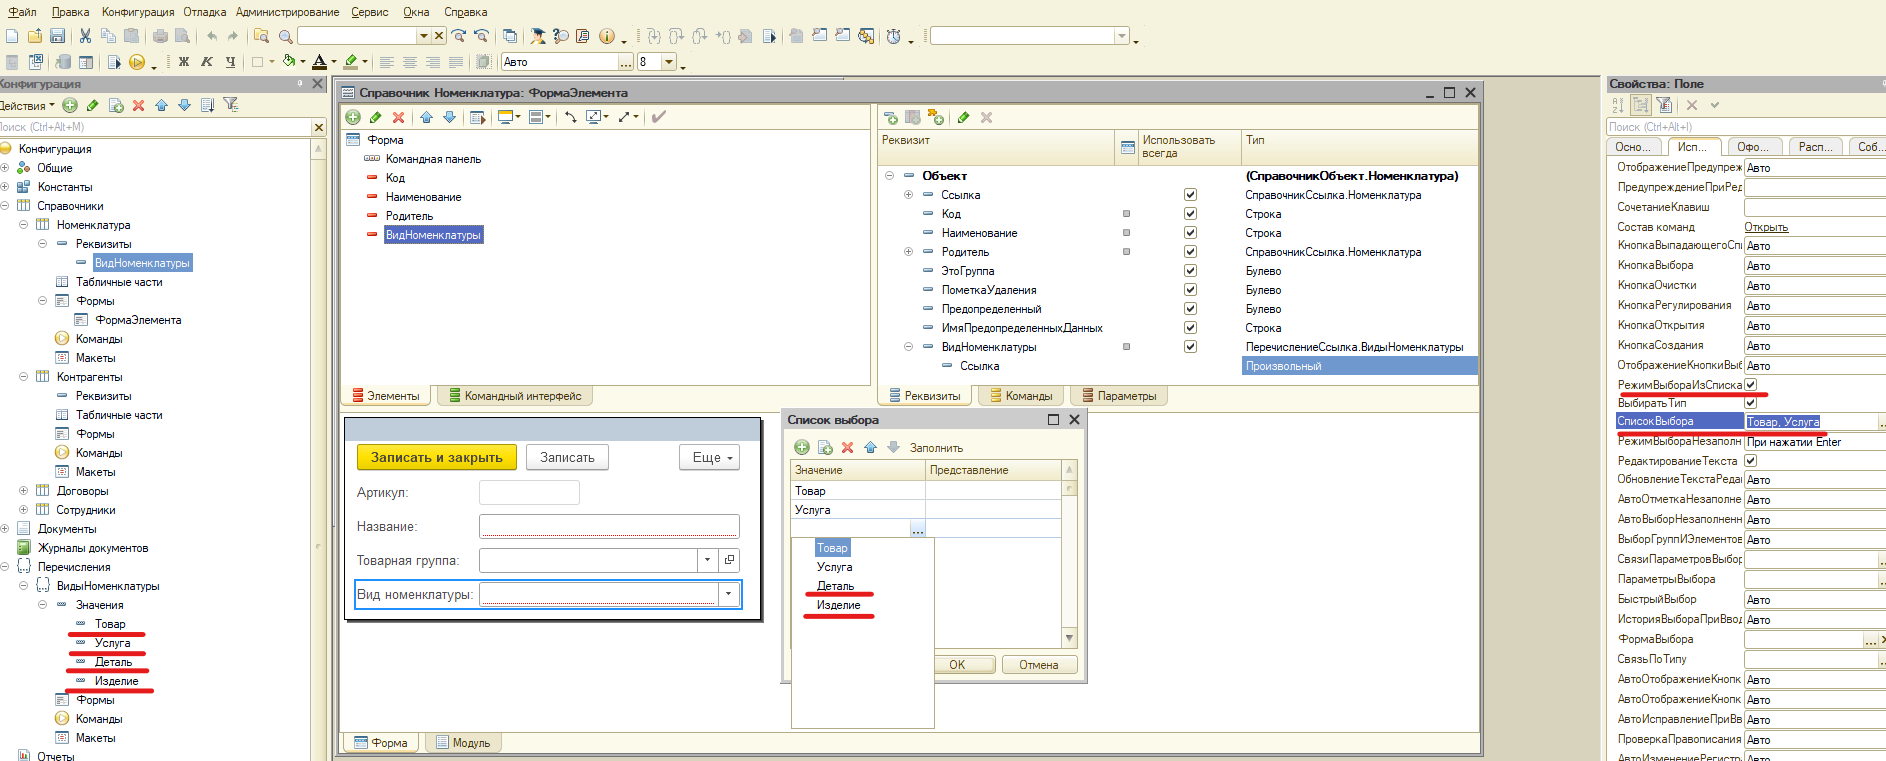 Файл Правка Конфигурация Отладка Администрирование Сервис Окна Справка
Ж К Ч Авто ... 8
Конфигурация
Действия
Поиск (Ctrl+Alt+M)
Конфигурация
Общие
Константы
Справочники
Номенклатура
Реквизиты
ВидНоменклатуры
Табличные части
Формы
ФормаЭлемента
Команды
Макеты
Контрагенты
Реквизиты
Табличные части
Формы
Команды
Макеты
Договоры
Сотрудники
Документы
Журналы документов
Перечисления
ВидыНоменклатуры
Значения
Товар
Услуга
Деталь
Изделие
Формы
Команды
Макеты
Отчеты
Справочник Номенклатура: ФормаЭлемента
Форма
Командная панель
Код
Наименование
Родитель
ВидНоменклатуры
Элементы Командный интерфейс
Реквизит Использовать всегда Тип
Объект (СправочникОбъект.Номенклатура)
Ссылка СправочникСсылка.Номенклатура
Код Строка
Наименование Строка
Родитель СправочникСсылка.Номенклатура
ЭтоГруппа Булево
ПометкаУдаления Булево
Предопределенный Булево
ИмяПредопределенныхДанных Строка
ВидНоменклатуры ПеречислениеСсылка.ВидыНоменклатуры
Ссылка Произвольный
Реквизиты Команды Параметры
Записать и закрыть Записать Еще
Артикул:
Название:
Товарная группа:
Вид номенклатуры:
Список выбора
Заполнить
Значение Представление
Товар
Услуга
...
Товар
Услуга
Деталь
Изделие
ОК Отмена
Форма Модуль
Свойства: Поле
Поиск (Ctrl+Alt+I)
Осно... Исп... Офо... Расп... Соб...
ОтображениеПредупреж Авто
ПредупреждениеПриРед
СочетаниеКлавиш
Состав команд Открыть
КнопкаВыпадающегоСпи Авто
КнопкаВыбора Авто
КнопкаОчистки Авто
КнопкаРегулирования Авто
КнопкаОткрытия Авто
КнопкаСоздания Авто
ОтображениеКнопкиВыб Авто
РежимВыбораИзСписка
ВыбиратьТип
СписокВыбора Товар, Услуга
РежимВыбораНезаполн При нажатии Enter
РедактированиеТекста
ОбновлениеТекстаРеда Авто
АвтоОтметкаНезаполне Авто
АвтоВыборНезаполненн Авто
ВыборГруппИЭлементов Авто
СвязиПараметровВыбор
ПараметрыВыбора
БыстрыйВыбор Авто
ИсторияВыбораПриВвод Авто
ФормаВыбора ...
СвязьПоТипу
АвтоОтображениеКнопк Авто
АвтоОтображениеКнопк Авто
АвтоИсправлениеПриВв Авто
ПроверкаПравописания Авто
АвтоИзменениеРегистр Авто